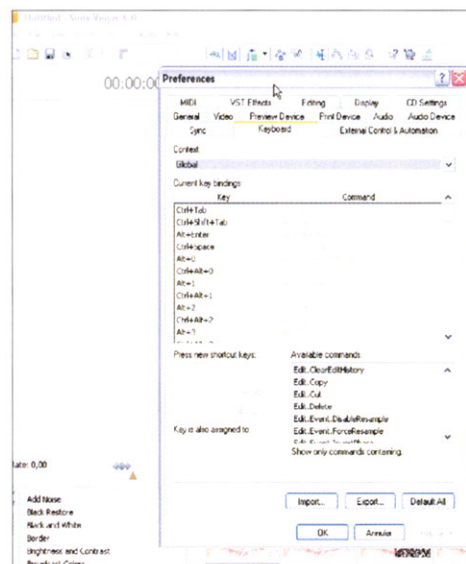 Untitled - Sony Vegas 6.0
00:00:00
Preferences
MIDI VST Effects Editing Display CD Settings
General Video Preview Device Print Device Audio Audio Device
Sync Keyboard External Control & Automation
Context
Global
Current key bindings
Key Command
Ctrl+Tab
Ctrl+Shift+Tab
Alt+Enter
Ctrl+Space
Alt+0
Ctrl+Alt+0
Alt+1
Ctrl+Alt+1
Alt+2
Ctrl+Alt+2
Alt+3
Press new shortcut keys: Available commands
Edit.ClearEditHistory
Edit.Copy
Edit.Cut
Edit.Delete
Key is also assigned to Edit.Event.DisableResample
Edit.Event.ForceResample
Show only commands containing:
Rate: 0,00
Add Noise
Black Restore
Black and White
Border
Brightness and Contrast
Broadcast Colors
Import... Export... Default All
OK Annulla